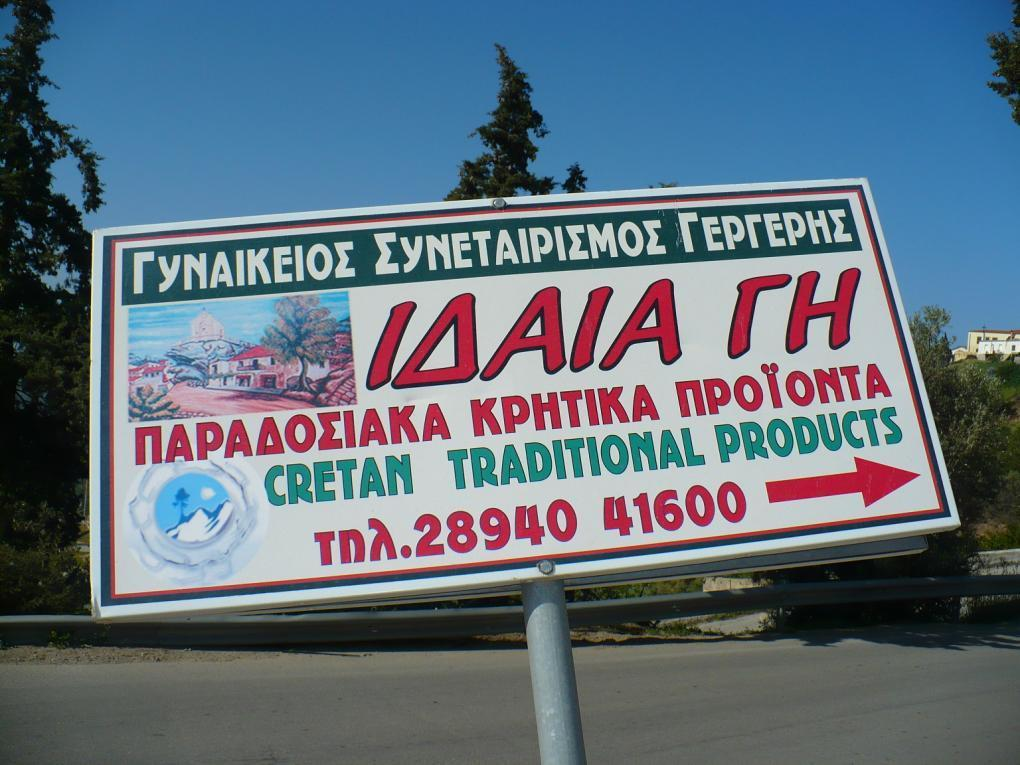 ΓΥΝΑΙΚΕΙΟΣ ΣΥΝΕΤΑΙΡΙΣΜΟΣ ΓΕΡΓΕΡΗΣ
ΙΔΑΙΑ ΓΗ
ΠΑΡΑΔΟΣΙΑΚΑ ΚΡΗΤΙΚΑ ΠΡΟΪΟΝΤΑ
CRETAN TRADITIONAL PRODUCTS
τηλ.28940 41600